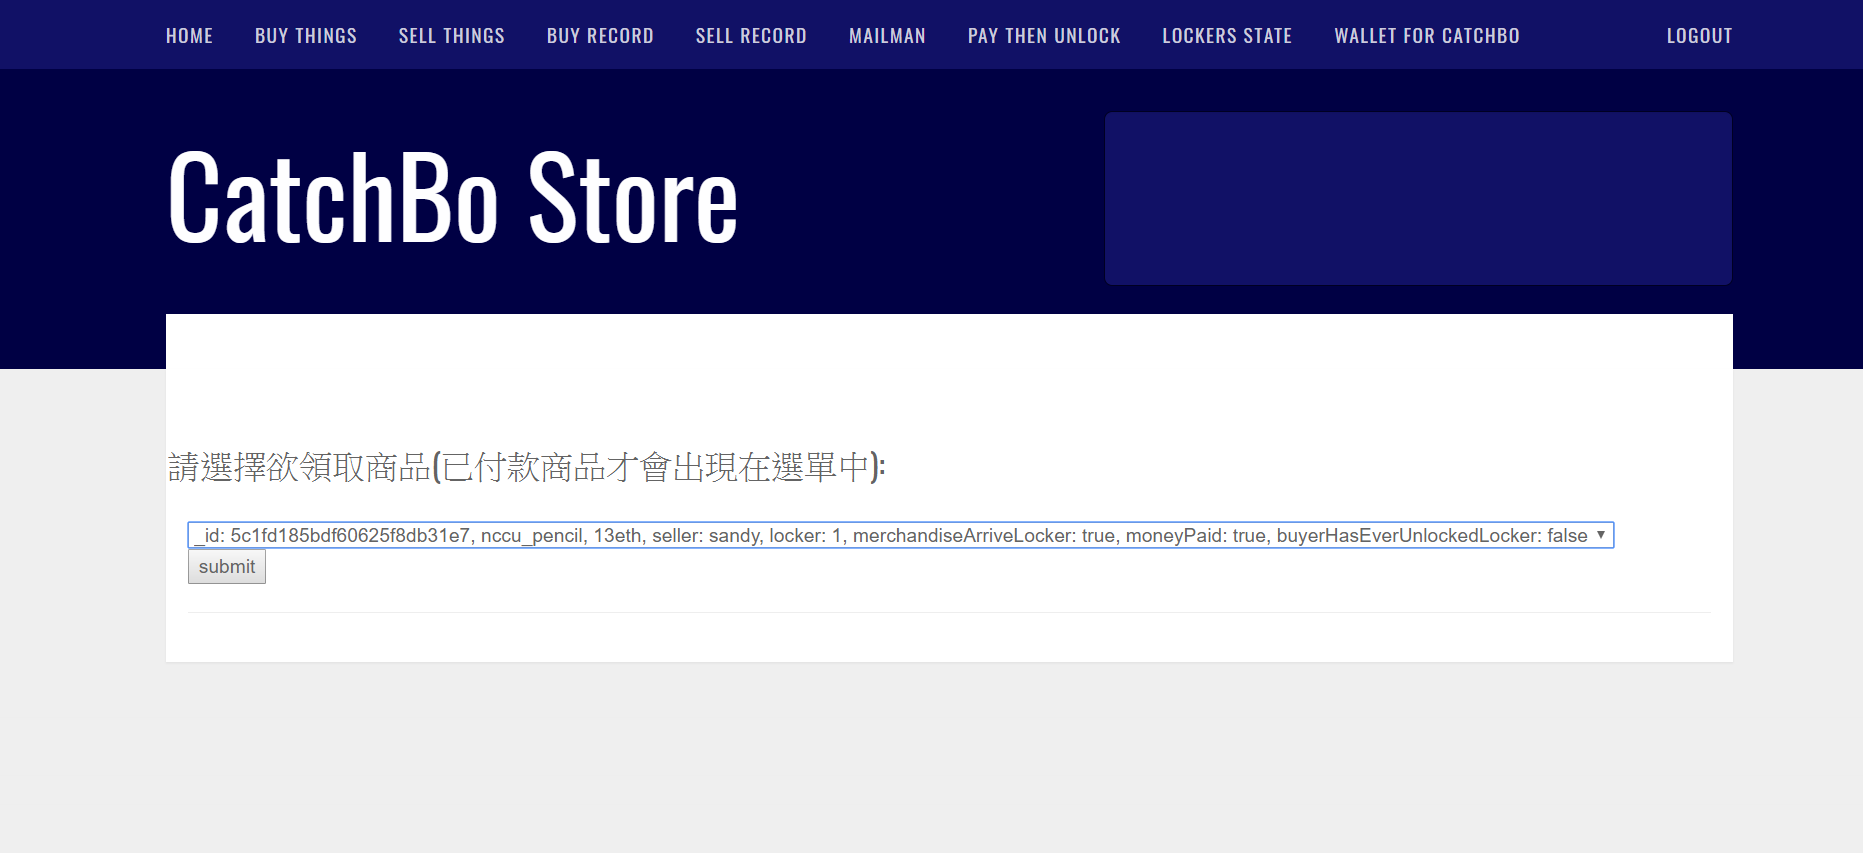 HOME BUY THINGS SELL THINGS BUY RECORD SELL RECORD MAILMAN PAY THEN UNLOCK LOCKERS STATE WALLET FOR CATCHBO LOGOUT
CatchBo Store
請選擇欲領取商品(已付款商品才會出現在選單中):
_id: 5c1fd185bdf60625f8db31e7, nccu_pencil, 13eth, seller: sandy, locker: 1, merchandiseArriveLocker: true, moneyPaid: true, buyerHasEverUnlockedLocker: false
submit